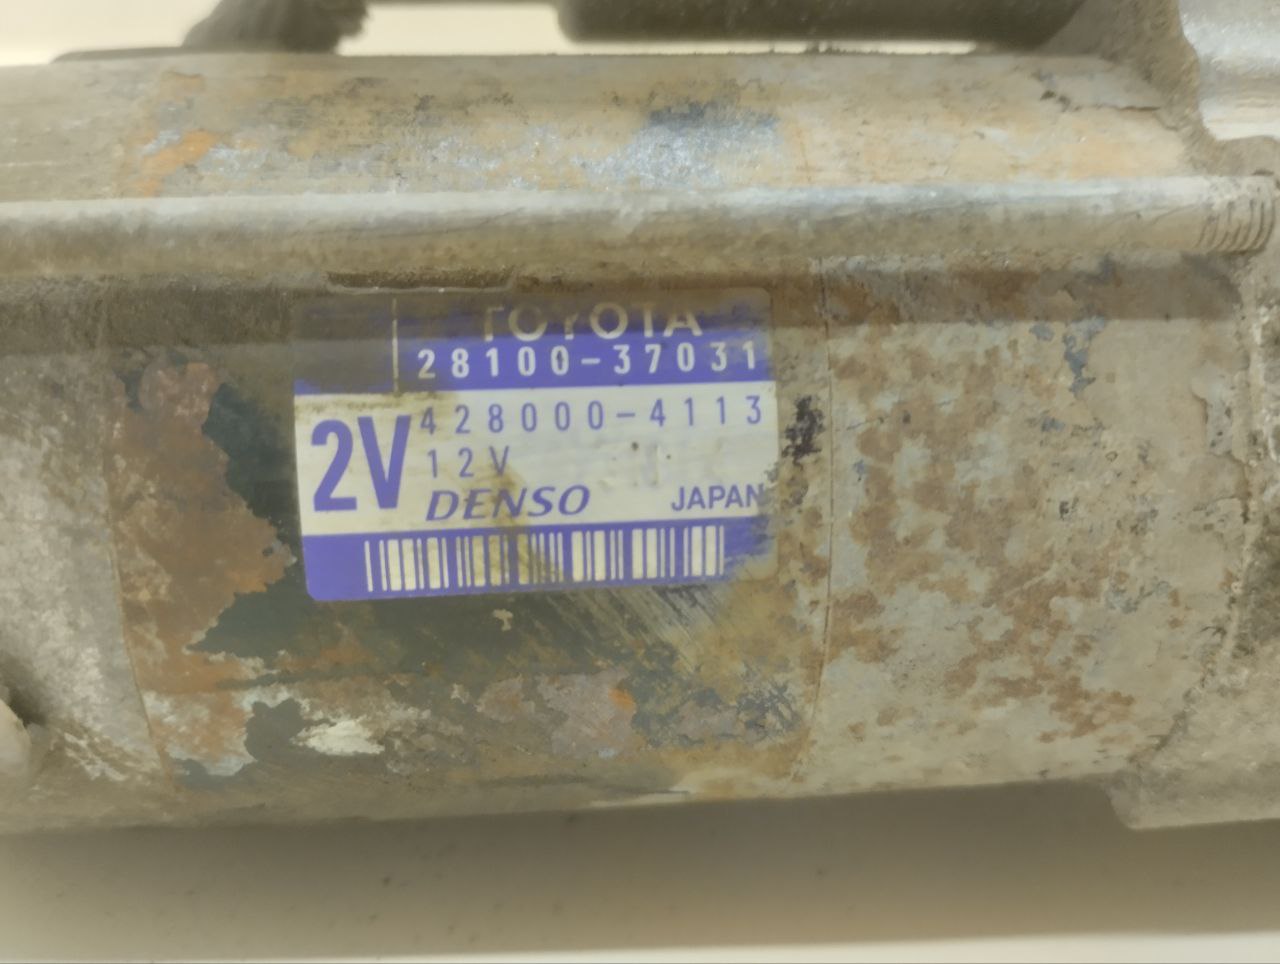 TOYOTA
28100-37031
2V
428000-4113
12V
DENSO JAPAN